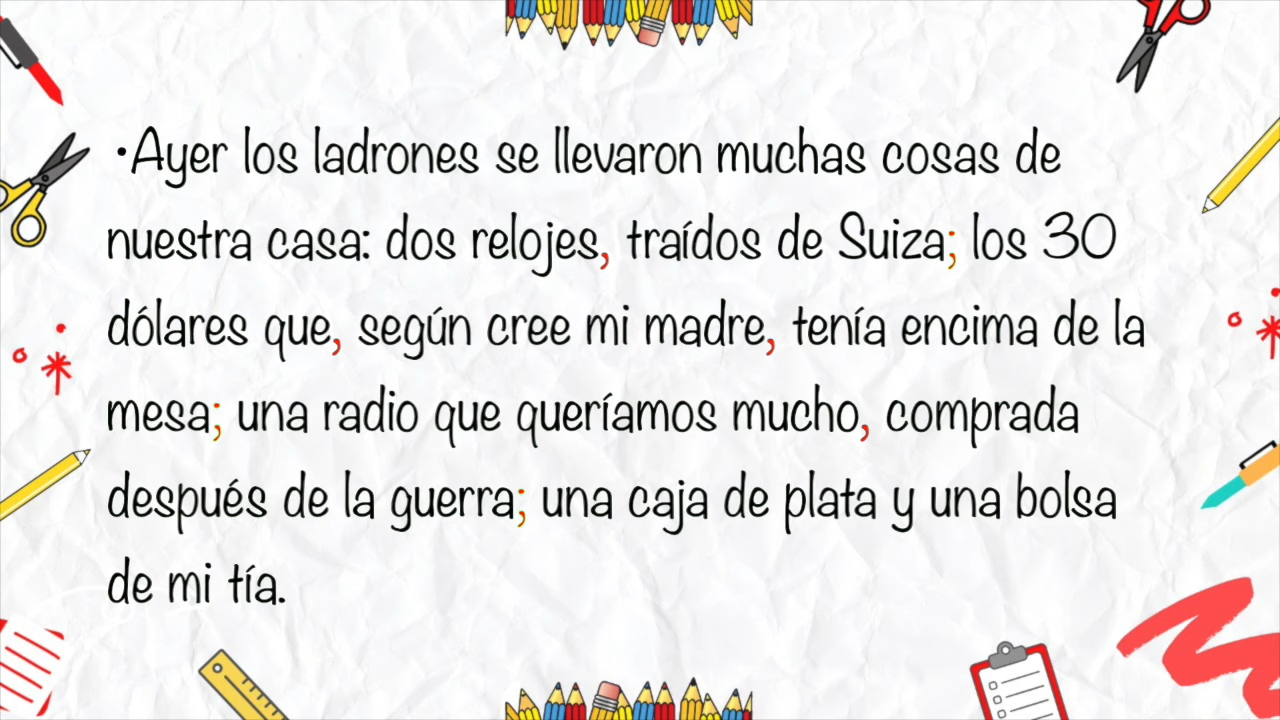 •Ayer los ladrones se llevaron muchas cosas de
nuestra casa: dos relojes, traídos de Suiza; los 30
dólares que, según cree mi madre, tenía encima de la
mesa; una radio que queríamos mucho, comprada
después de la guerra; una caja de plata y una bolsa
de mi tía.